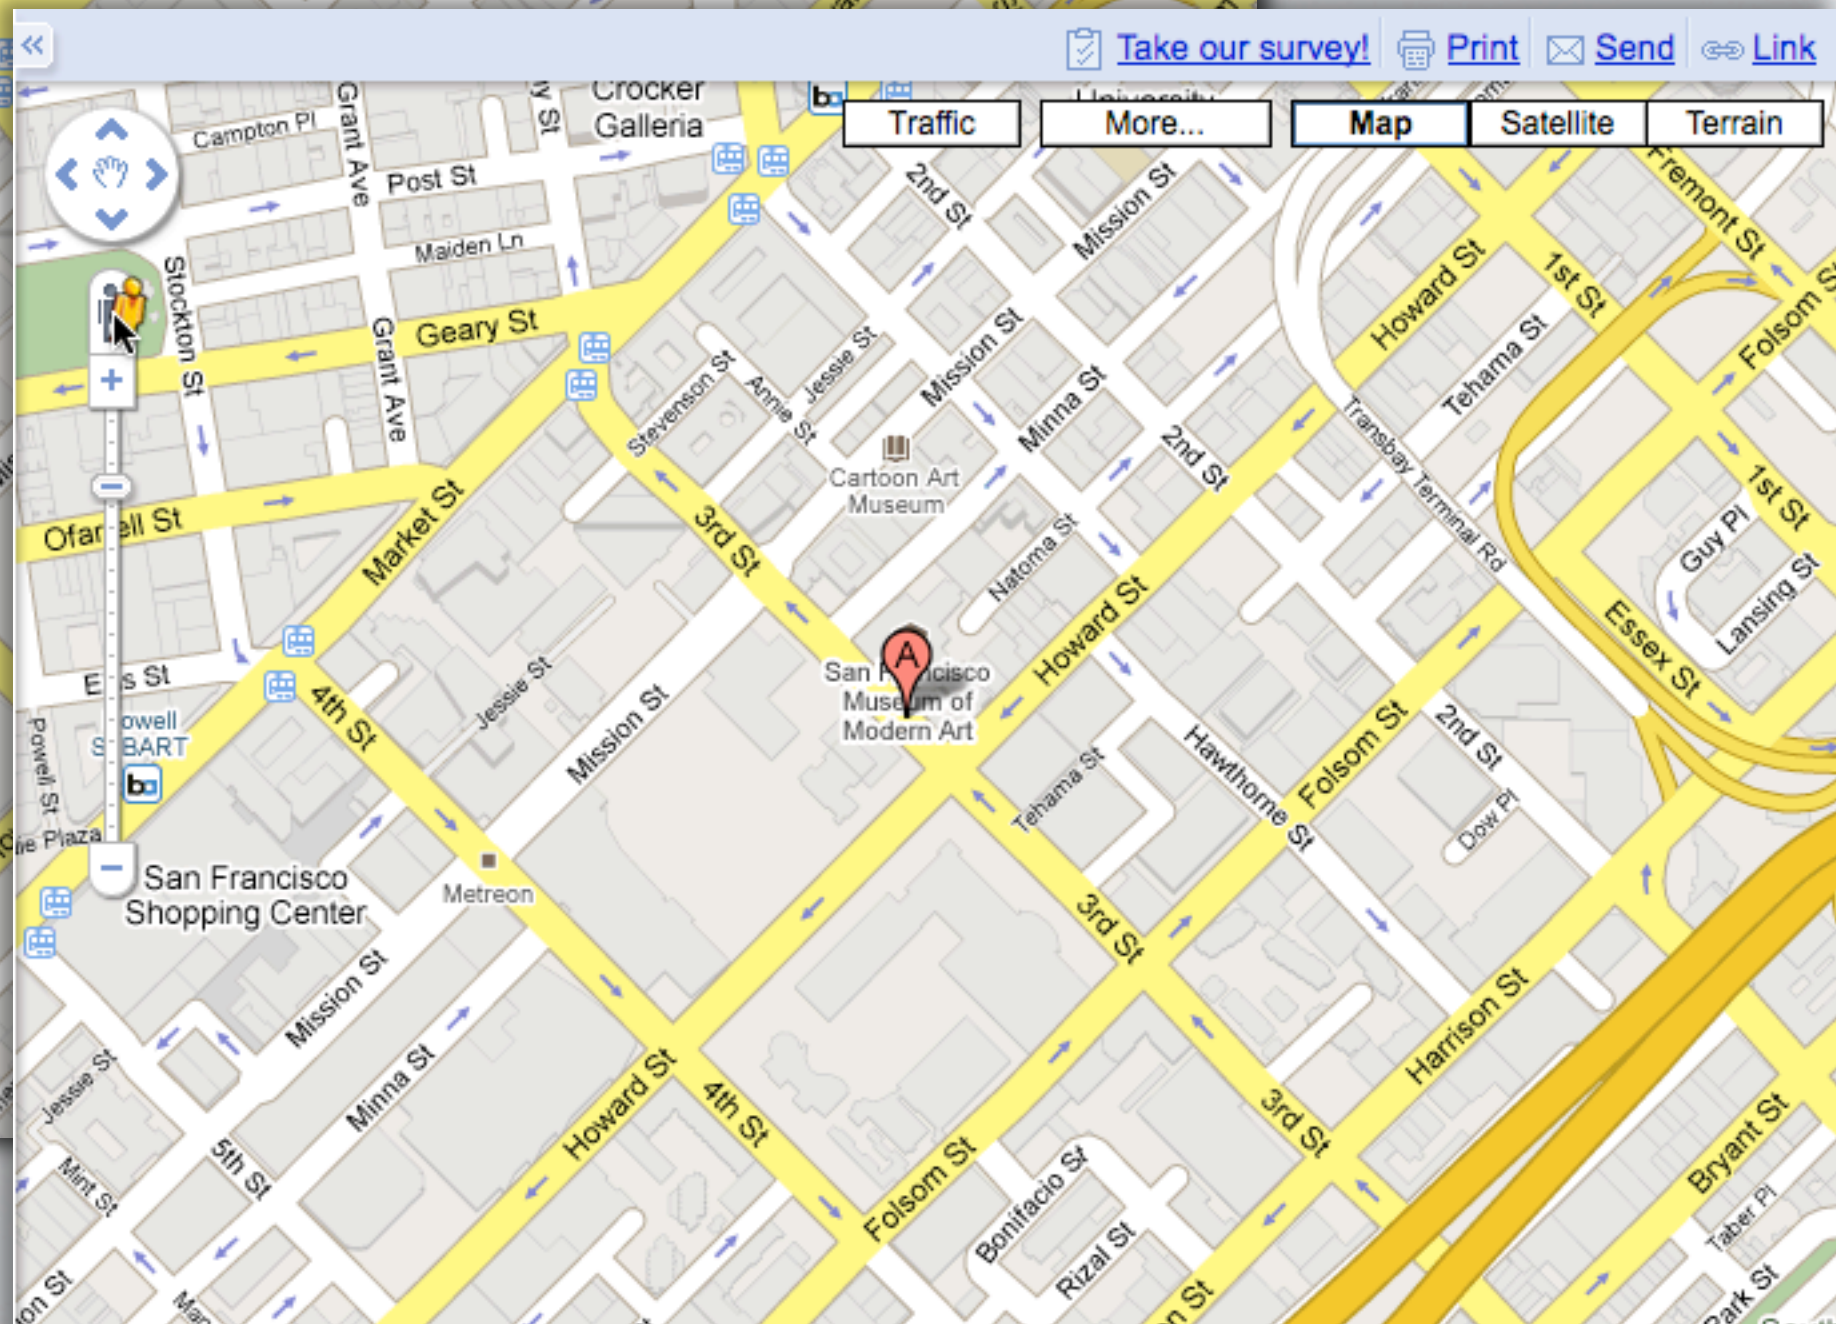 Take our survey!
Print
Send
Link
Traffic
More...
Map
Satellite
Terrain
Crocker
Galleria
University
Campton Pl
Grant Ave
Post St
Maiden Ln
Stockton St
Geary St
Grant Ave
2nd St
Mission St
Fremont St
1st St
Howard St
Folsom St
Tehama St
Stevenson St
Annie St
Jessie St
Mission St
Minna St
2nd St
Transbay Terminal Rd
Cartoon Art
Museum
Market St
3rd St
Natoma St
1st St
Guy Pl
Lansing St
Essex St
St
A
San
Museum of
Modern Art
Howard St
4th St
Jessie St
Mission St
Powell St
Plaza
Tehama St
Hawthorne St
Folsom St
2nd St
Dow Pl
San Francisco
Shopping Center
Metreon
3rd St
Mission St
Minna St
Jessie St
Mint St
5th St
Howard St
4th St
Harrison St
3rd St
Folsom St
Bonifacio St
Rizal St
Bryant St
Taber Pl
Park St